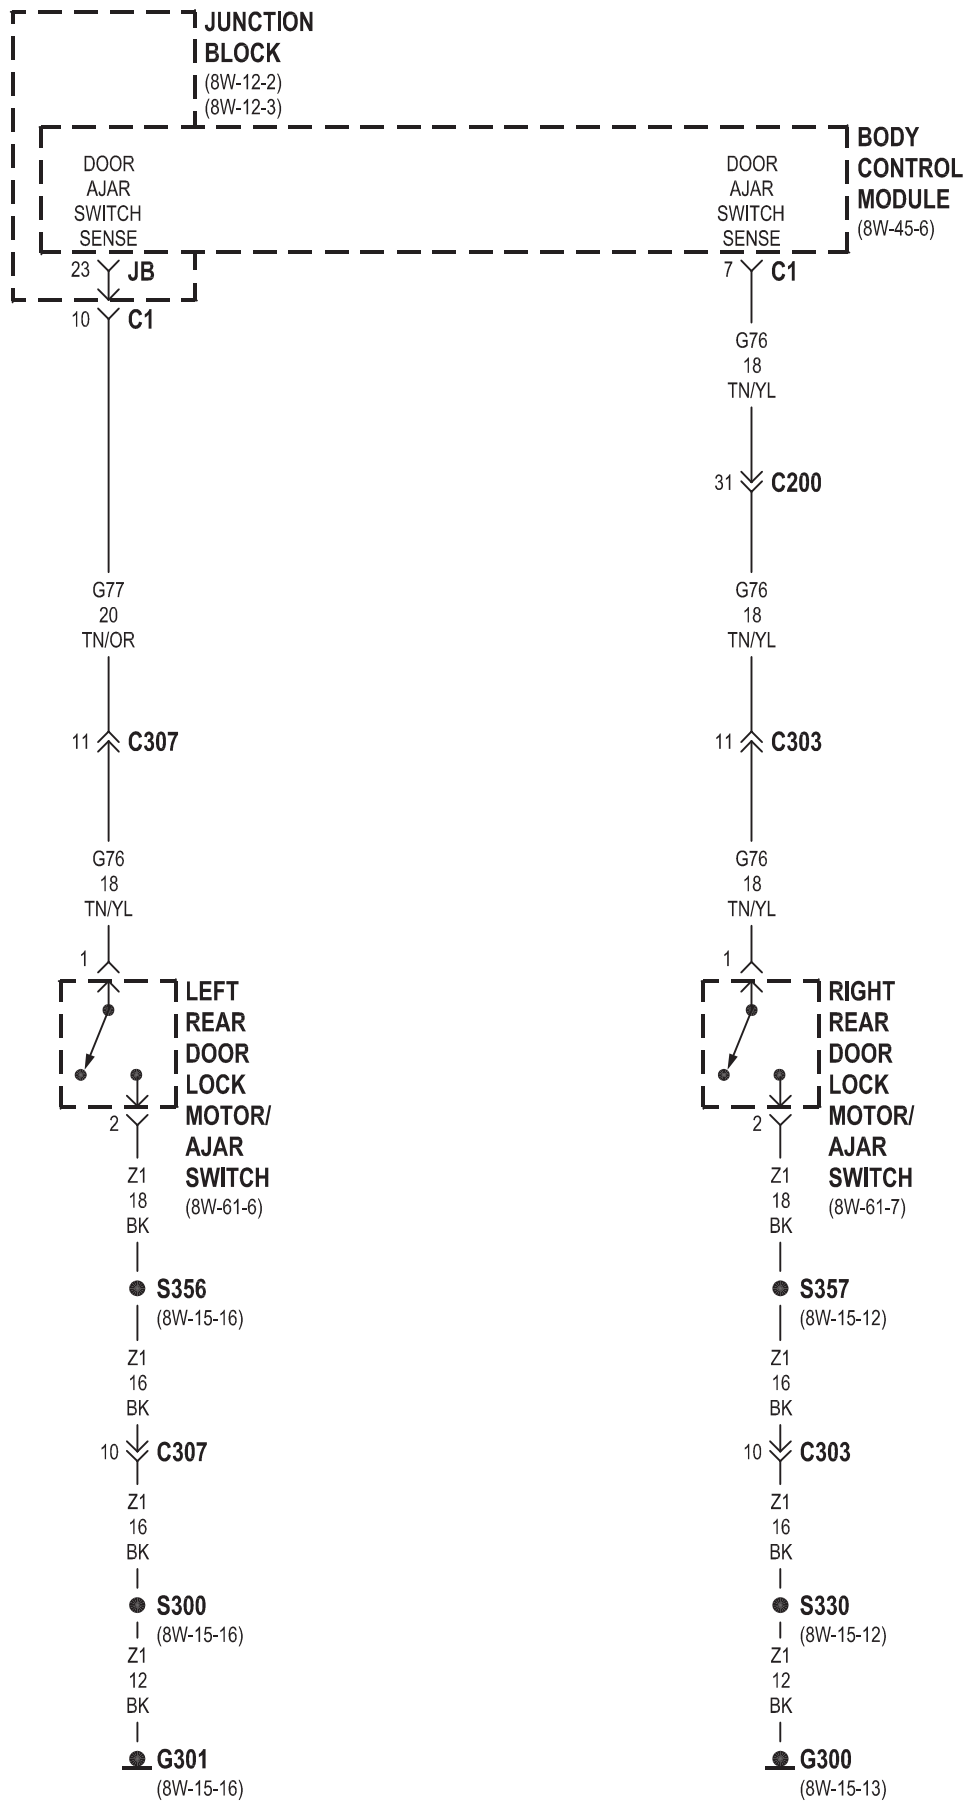 JUNCTION
BLOCK
(8W-12-2)
(8W-12-3)
BODY
CONTROL
MODULE
(8W-45-6)
DOOR
AJAR
SWITCH
SENSE
23 JB
10 C1
DOOR
AJAR
SWITCH
SENSE
7 C1
G76
18
TN/YL
31 C200
G77
20
TN/OR
G76
18
TN/YL
11 C307
11 C303
G76
18
TN/YL
G76
18
TN/YL
1
LEFT
REAR
DOOR
LOCK
MOTOR/
AJAR
SWITCH
(8W-61-6)
2
1
RIGHT
REAR
DOOR
LOCK
MOTOR/
AJAR
SWITCH
(8W-61-7)
2
Z1
18
BK
S356
(8W-15-16)
Z1
16
BK
10 C307
Z1
16
BK
S300
(8W-15-16)
Z1
12
BK
G301
(8W-15-16)
Z1
18
BK
S357
(8W-15-12)
Z1
16
BK
10 C303
Z1
16
BK
S330
(8W-15-12)
Z1
12
BK
G300
(8W-15-13)